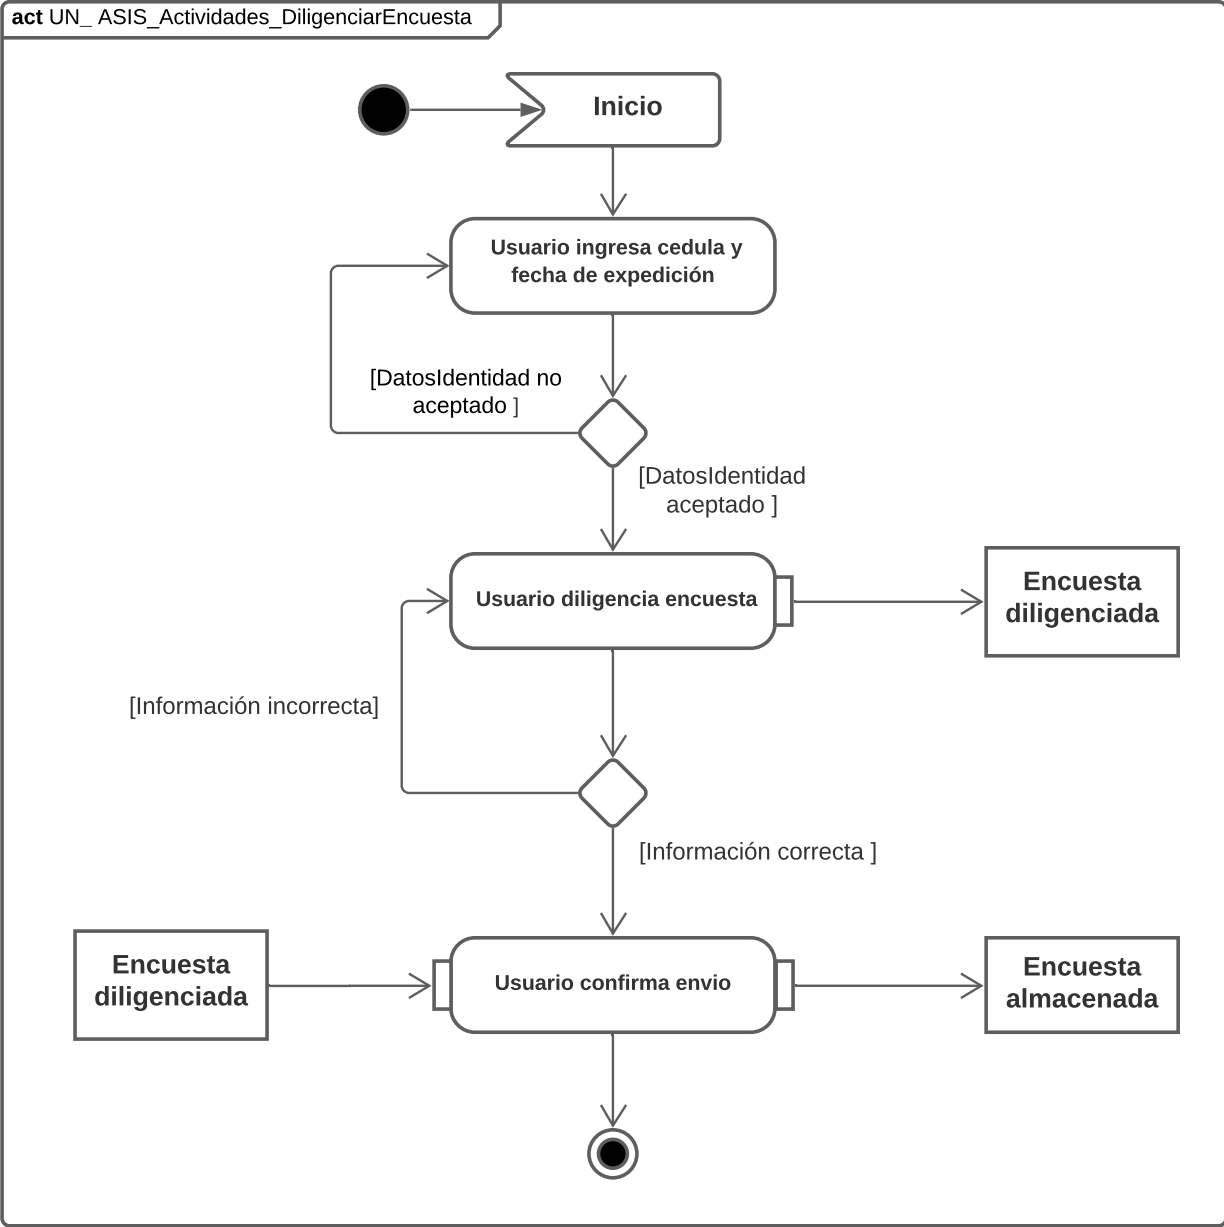 act UN_ ASIS_Actividades_DiligenciarEncuesta
Inicio
Usuario ingresa cedula y
fecha de expedición
[DatosIdentidad no
aceptado ]
[DatosIdentidad
aceptado ]
Usuario diligencia encuesta
Encuesta
diligenciada
[Información incorrecta]
[Información correcta ]
Encuesta
diligenciada
Usuario confirma envio
Encuesta
almacenada